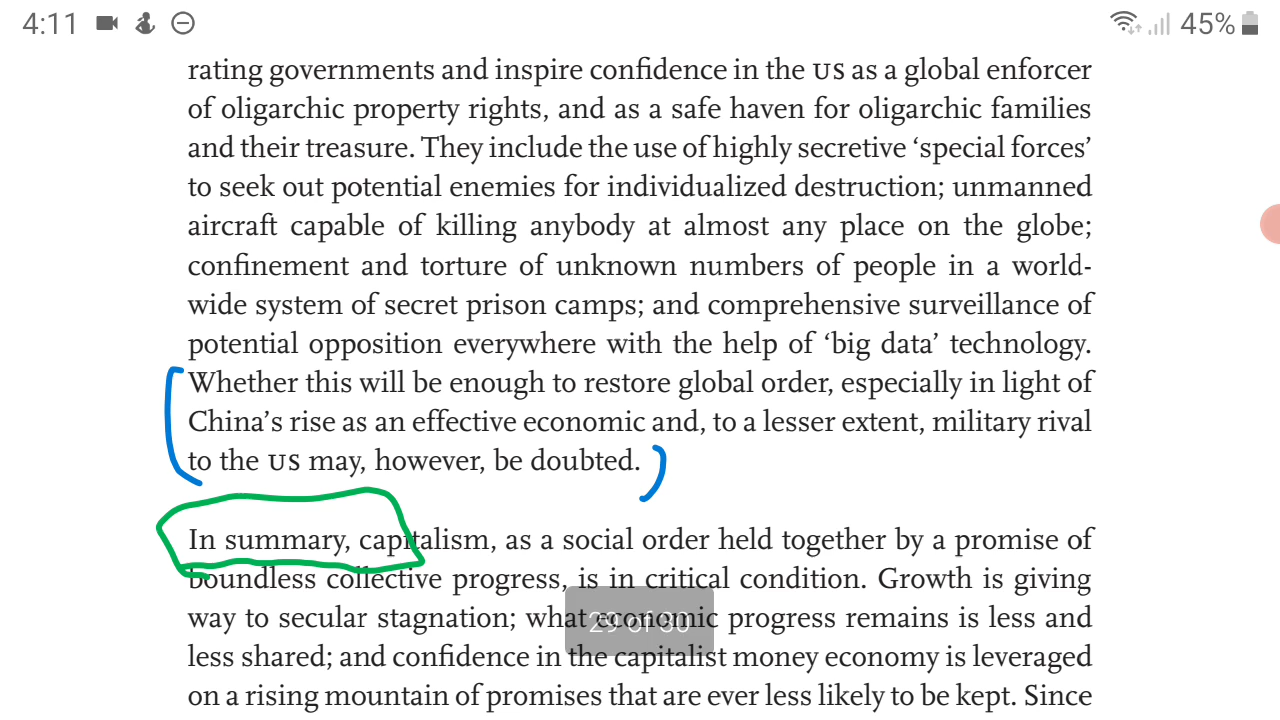 4:11
45%
rating governments and inspire confidence in the US as a global enforcer
of oligarchic property rights, and as a safe haven for oligarchic families
and their treasure. They include the use of highly secretive ‘special forces’
to seek out potential enemies for individualized destruction; unmanned
aircraft capable of killing anybody at almost any place on the globe;
confinement and torture of unknown numbers of people in a world-
wide system of secret prison camps; and comprehensive surveillance of
potential opposition everywhere with the help of ‘big data’ technology.
Whether this will be enough to restore global order, especially in light of
China’s rise as an effective economic and, to a lesser extent, military rival
to the US may, however, be doubted.
In summary, capitalism, as a social order held together by a promise of
boundless collective progress, is in critical condition. Growth is giving
way to secular stagnation; what economic progress remains is less and
29 of 30
less shared; and confidence in the capitalist money economy is leveraged
on a rising mountain of promises that are ever less likely to be kept. Since